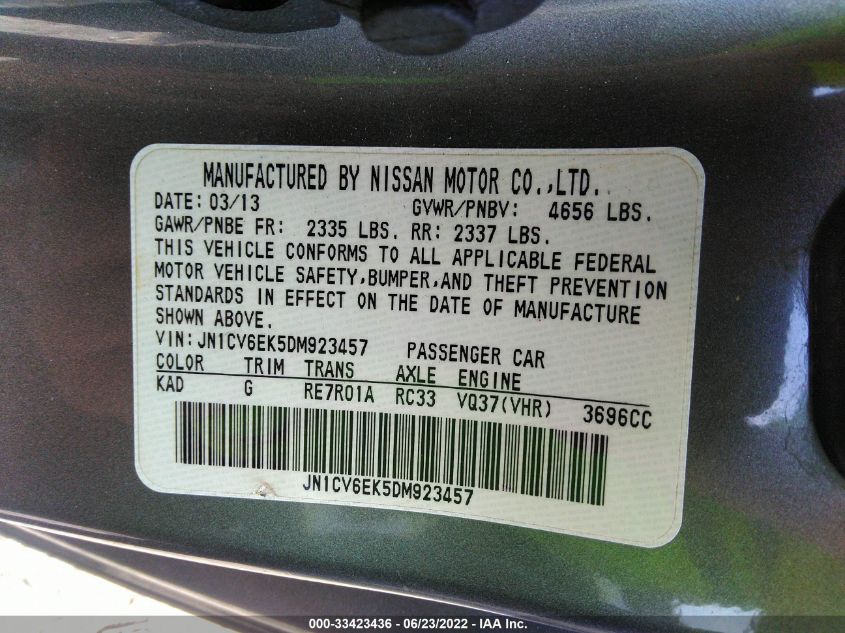 MANUFACTURED BY NISSAN MOTOR CO.,LTD.
DATE: 03/13 GVWR/PNBV: 4656 LBS.
GAWR/PNBE FR: 2335 LBS. RR: 2337 LBS.
THIS VEHICLE CONFORMS TO ALL APPLICABLE FEDERAL
MOTOR VEHICLE SAFETY,BUMPER,AND THEFT PREVENTION
STANDARDS IN EFFECT ON THE DATE OF MANUFACTURE
SHOWN ABOVE.
VIN:JN1CV6EK5DM923457 PASSENGER CAR
COLOR TRIM TRANS AXLE ENGINE
KAD G RE7R01A RC33 VQ37(VHR) 3696CC
JN1CV6EK5DM923457
000-33423436 - 06/23/2022 - IAA Inc.